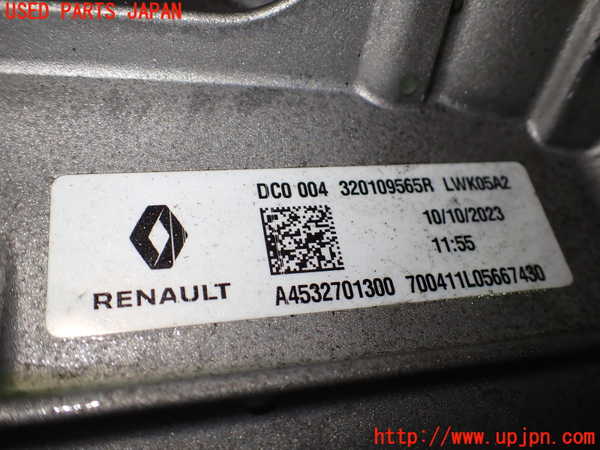 USED PARTS JAPAN
DC0 004 320109565R LWK05A2
10/10/2023
11:55
RENAULT
A4532701300 700411L05667430
http://www.upjpn.com/